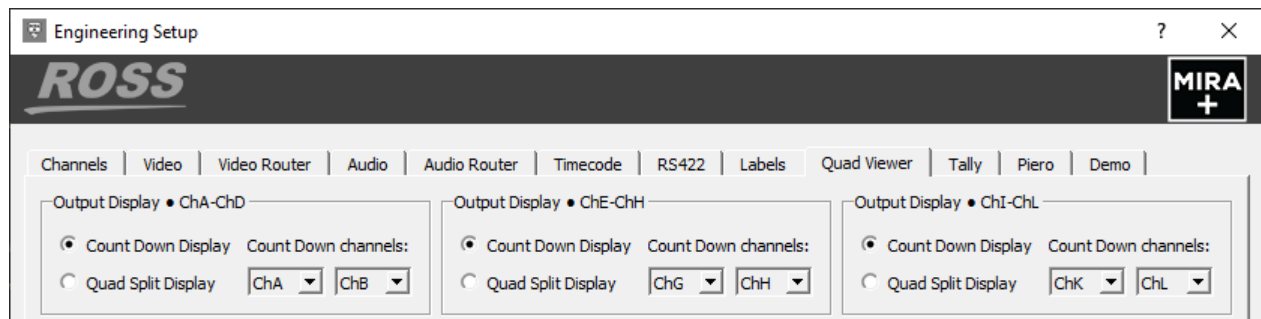 Engineering Setup ? ×
ROSS
MIRA
+
Channels Video Video Router Audio Audio Router Timecode RS422 Labels Quad Viewer Tally Piero Demo
Output Display • ChA-ChD
Count Down Display Count Down channels:
Quad Split Display ChA ChB
Output Display • ChE-ChH
Count Down Display Count Down channels:
Quad Split Display ChG ChH
Output Display • ChI-ChL
Count Down Display Count Down channels:
Quad Split Display ChK ChL